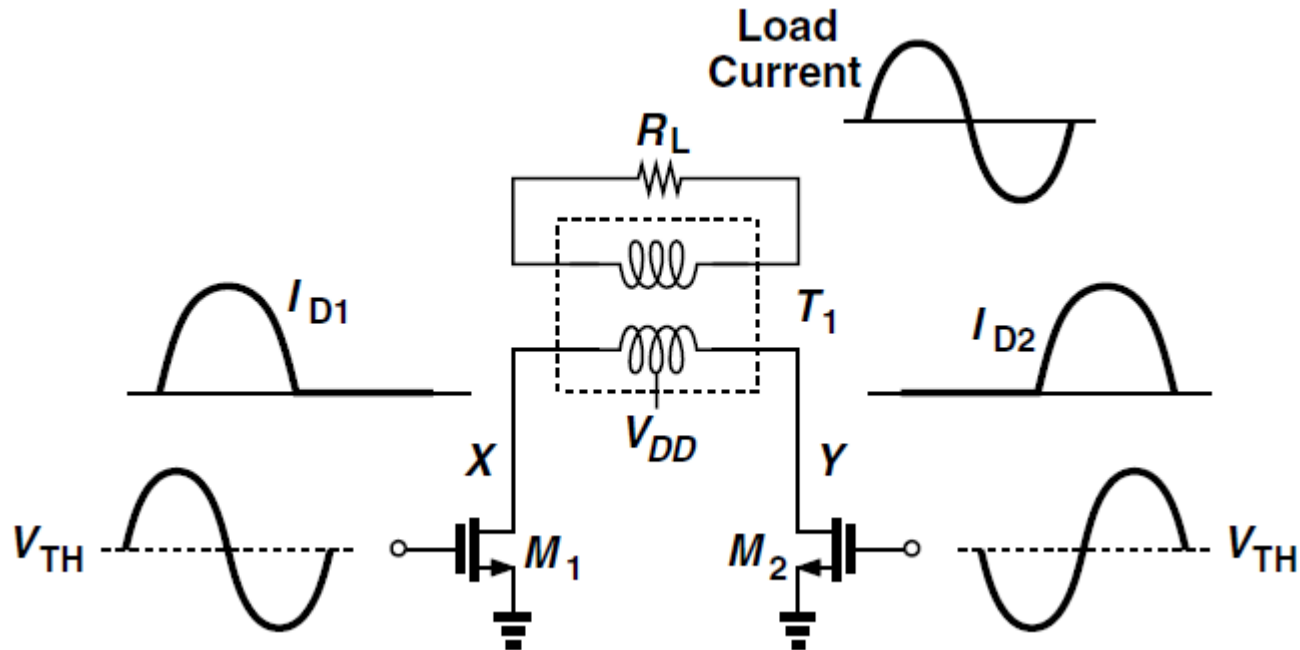 Load
Current
R_L
I_D1
T_1
I_D2
V_DD
X
Y
V_TH
M_1
M_2
V_TH